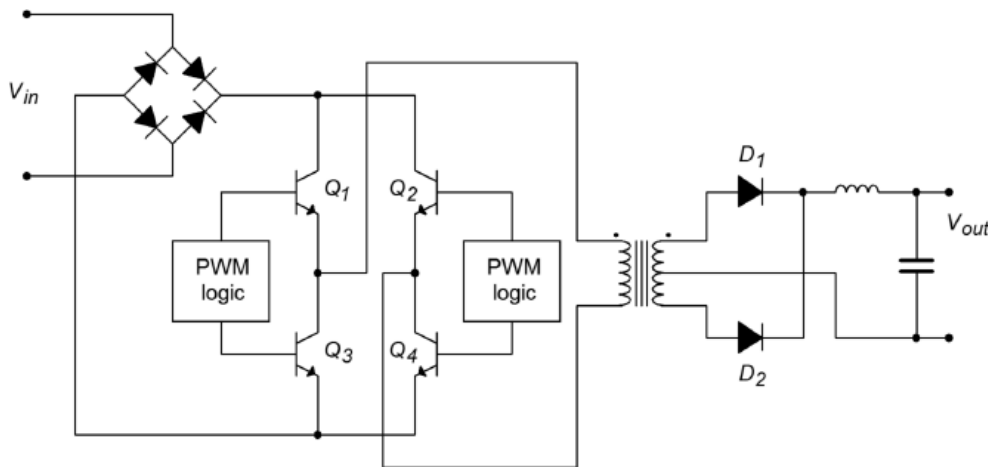 V_in
Q_1
Q_2
PWM
logic
PWM
logic
Q_3
Q_4
D_1
D_2
V_out